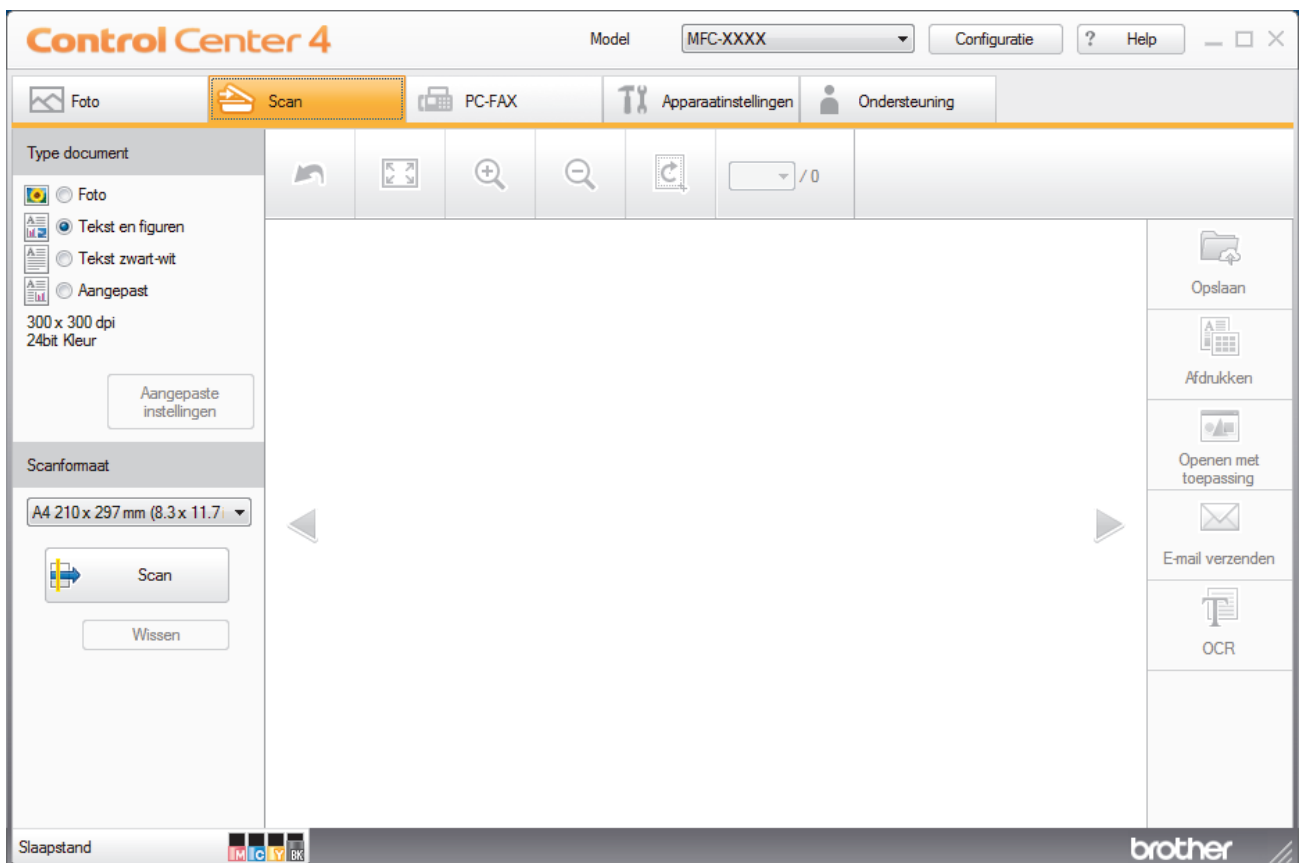 Control Center 4
Model
MFC-XXXX
Configuratie
? Help
Foto
Scan
PC-FAX
Apparaatinstellingen
Ondersteuning
Type document
/ 0
Foto
Tekst en figuren
Tekst zwart-wit
Aangepast
300 x 300 dpi
24bit Kleur
Aangepaste
instellingen
Scanformaat
A4 210 x 297 mm (8.3 x 11.7
Scan
Wissen
Opslaan
Afdrukken
Openen met
toepassing
E-mail verzenden
OCR
Slaapstand
M C Y BK
brother